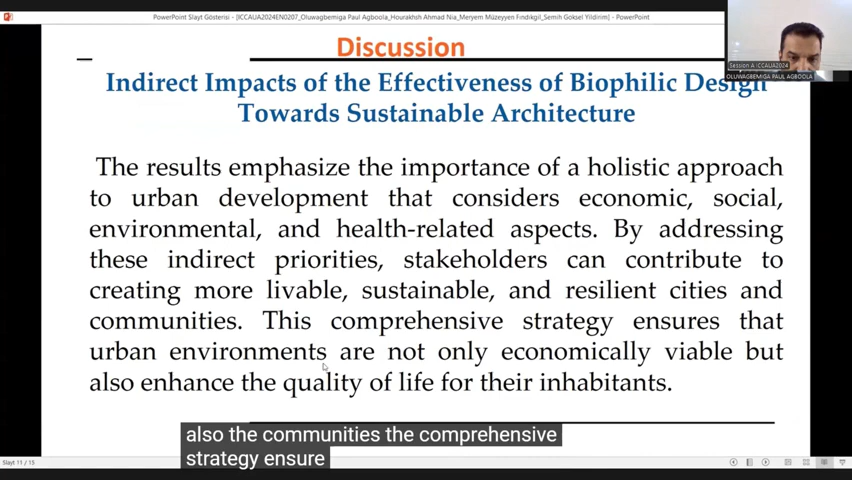 PowerPoint Slayt Gösterisi - [ICCAUA2024EN0207_Oluwagbemiga Paul Agboola_Hourakhsh Ahmad Nia_Meryem Müzeyyen Fındıkgil_Semih Goksel Yildirim] - PowerPoint
Discussion
Session A ICCAUA2024
OLUWAGBEMIGA PAUL AGBOOLA
Indirect Impacts of the Effectiveness of Biophilic Design
Towards Sustainable Architecture
The results emphasize the importance of a holistic approach
to urban development that considers economic, social,
environmental, and health-related aspects. By addressing
these indirect priorities, stakeholders can contribute to
creating more livable, sustainable, and resilient cities and
communities. This comprehensive strategy ensures that
urban environments are not only economically viable but
also enhance the quality of life for their inhabitants.
also the communities the comprehensive
strategy ensure
Slayt 11 / 15